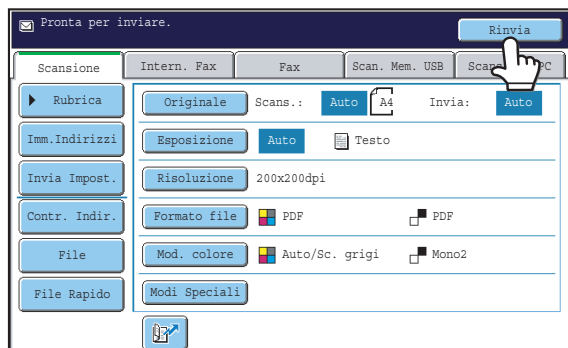 Pronta per inviare.
Rinvia
Scansione Intern. Fax Fax Scan. Mem. USB Scans PC
Rubrica Originale Scans.: Auto A4 Invia: Auto
Imm.Indirizzi Esposizione Auto Testo
Invia Impost. Risoluzione 200x200dpi
Contr. Indir. Formato file PDF PDF
File Mod. colore Auto/Sc. grigi Mono2
File Rapido Modi Speciali